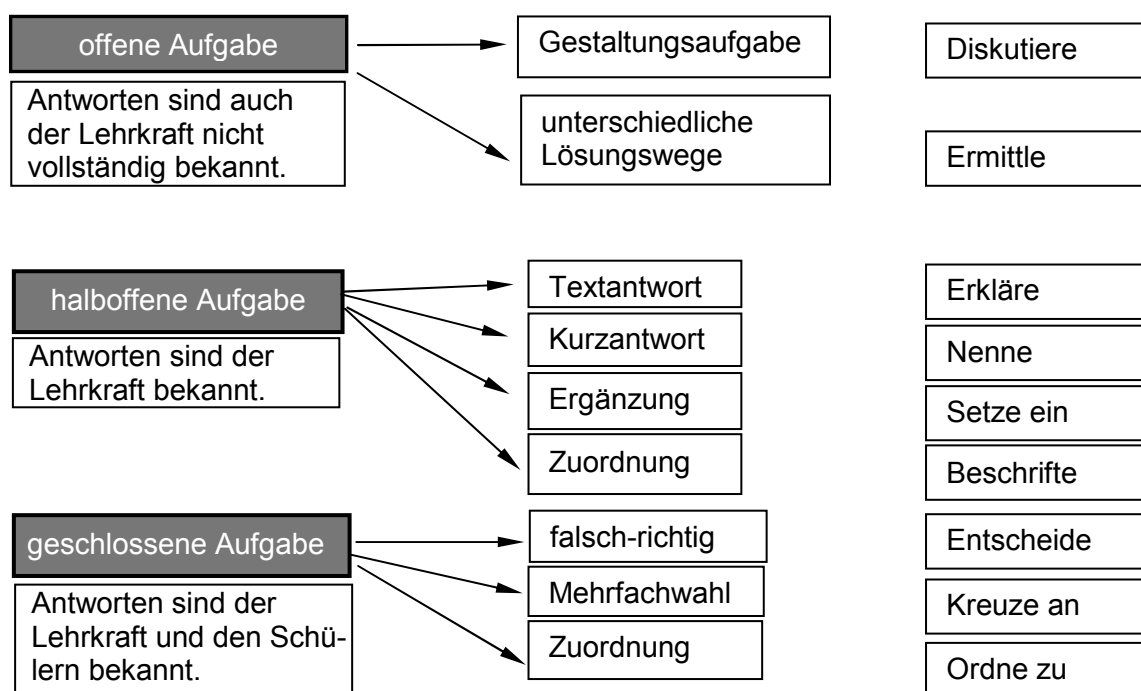 offene Aufgabe
Gestaltungsaufgabe
Diskutiere
Antworten sind auch
der Lehrkraft nicht
vollständig bekannt.
unterschiedliche
Lösungswege
Ermittle
halboffene Aufgabe
Textantwort
Erkläre
Antworten sind der
Lehrkraft bekannt.
Kurzantwort
Nenne
Ergänzung
Setze ein
Zuordnung
Beschrifte
geschlossene Aufgabe
falsch-richtig
Entscheide
Antworten sind der
Lehrkraft und den Schü-
lern bekannt.
Mehrfachwahl
Kreuze an
Zuordnung
Ordne zu